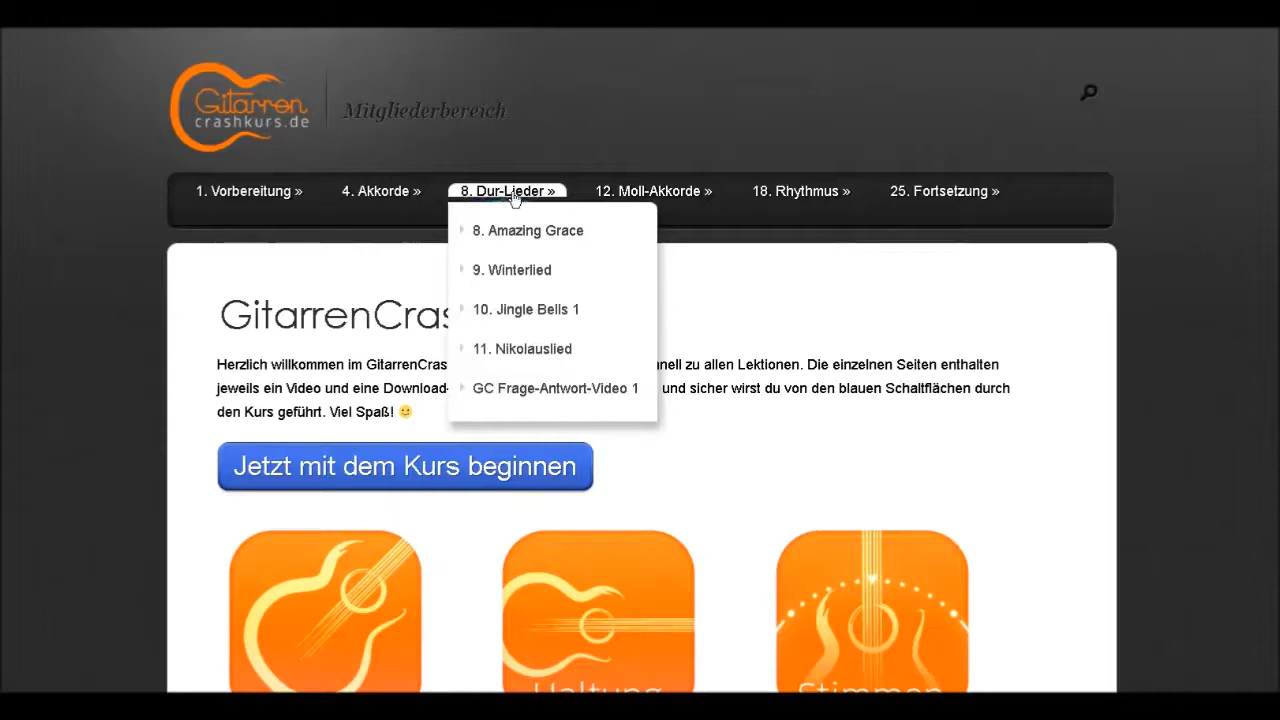 Gitarren
crashkurs.de
Mitgliederbereich
1. Vorbereitung »
4. Akkorde »
8. Dur-Lieder »
12. Moll-Akkorde »
18. Rhythmus »
25. Fortsetzung »
8. Amazing Grace
9. Winterlied
10. Jingle Bells 1
11. Nikolauslied
GC Frage-Antwort-Video 1
GitarrenCras
Herzlich willkommen im GitarrenCras nell zu allen Lektionen. Die einzelnen Seiten enthalten
jeweils ein Video und eine Download- und sicher wirst du von den blauen Schaltflächen durch
den Kurs geführt. Viel Spaß!
Jetzt mit dem Kurs beginnen
Haltung
Stimmen